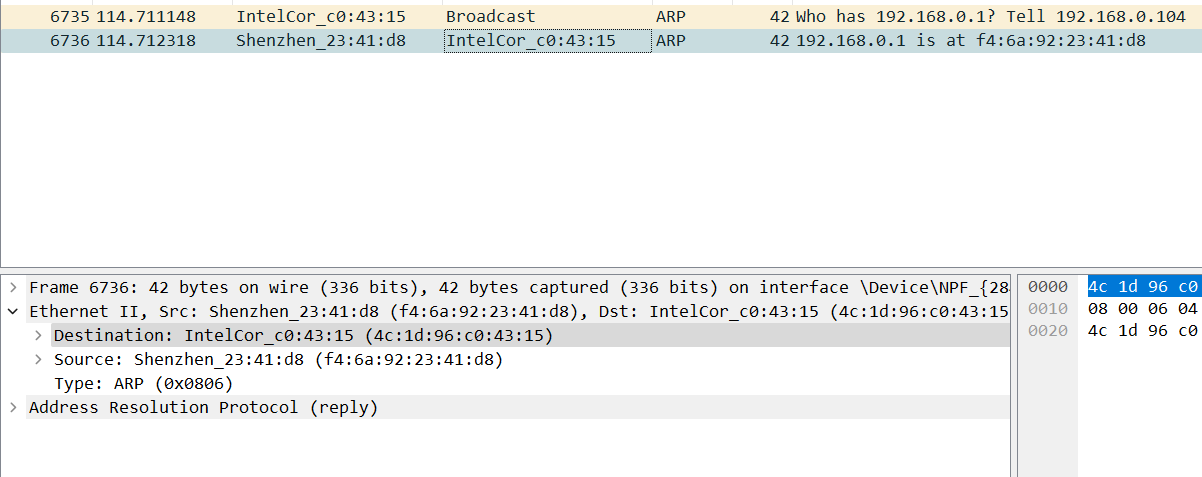 6735 114.711148 IntelCor_c0:43:15 Broadcast ARP 42 Who has 192.168.0.1? Tell 192.168.0.104
6736 114.712318 Shenzhen_23:41:d8 IntelCor_c0:43:15 ARP 42 192.168.0.1 is at f4:6a:92:23:41:d8
Frame 6736: 42 bytes on wire (336 bits), 42 bytes captured (336 bits) on interface \Device\NPF_{28
Ethernet II, Src: Shenzhen_23:41:d8 (f4:6a:92:23:41:d8), Dst: IntelCor_c0:43:15 (4c:1d:96:c0:43:15
Destination: IntelCor_c0:43:15 (4c:1d:96:c0:43:15)
Source: Shenzhen_23:41:d8 (f4:6a:92:23:41:d8)
Type: ARP (0x0806)
Address Resolution Protocol (reply)
0000 4c 1d 96 c0
0010 08 00 06 04
0020 4c 1d 96 c0